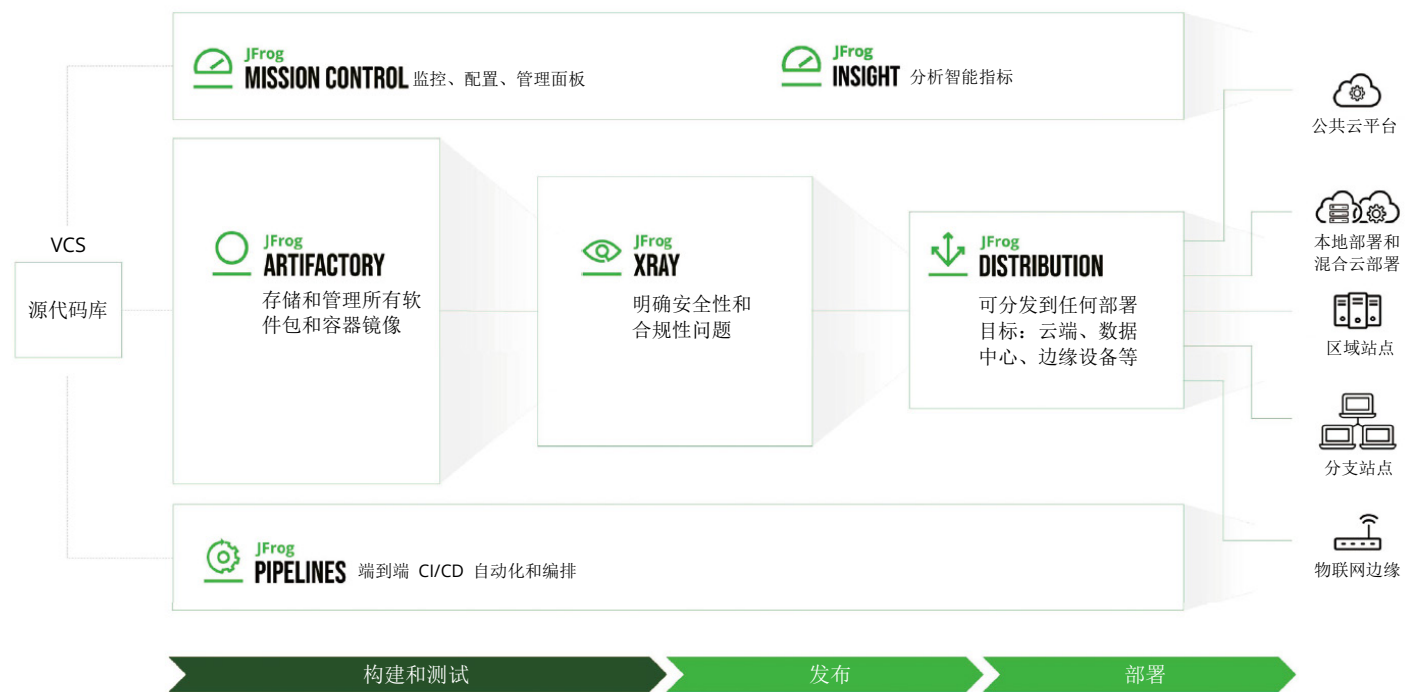 JFrog
MISSION CONTROL 监控、配置、管理面板
JFrog
INSIGHT 分析智能指标
VCS
源代码库
JFrog
ARTIFACTORY
存储和管理所有软
件包和容器镜像
JFrog
XRAY
明确安全性和
合规性问题
JFrog
DISTRIBUTION
可分发到任何部署
目标：云端、数据
中心、边缘设备等
JFrog
PIPELINES 端到端 CI/CD 自动化和编排
公共云平台
本地部署和
混合云部署
区域站点
分支站点
物联网边缘
构建和测试
发布
部署